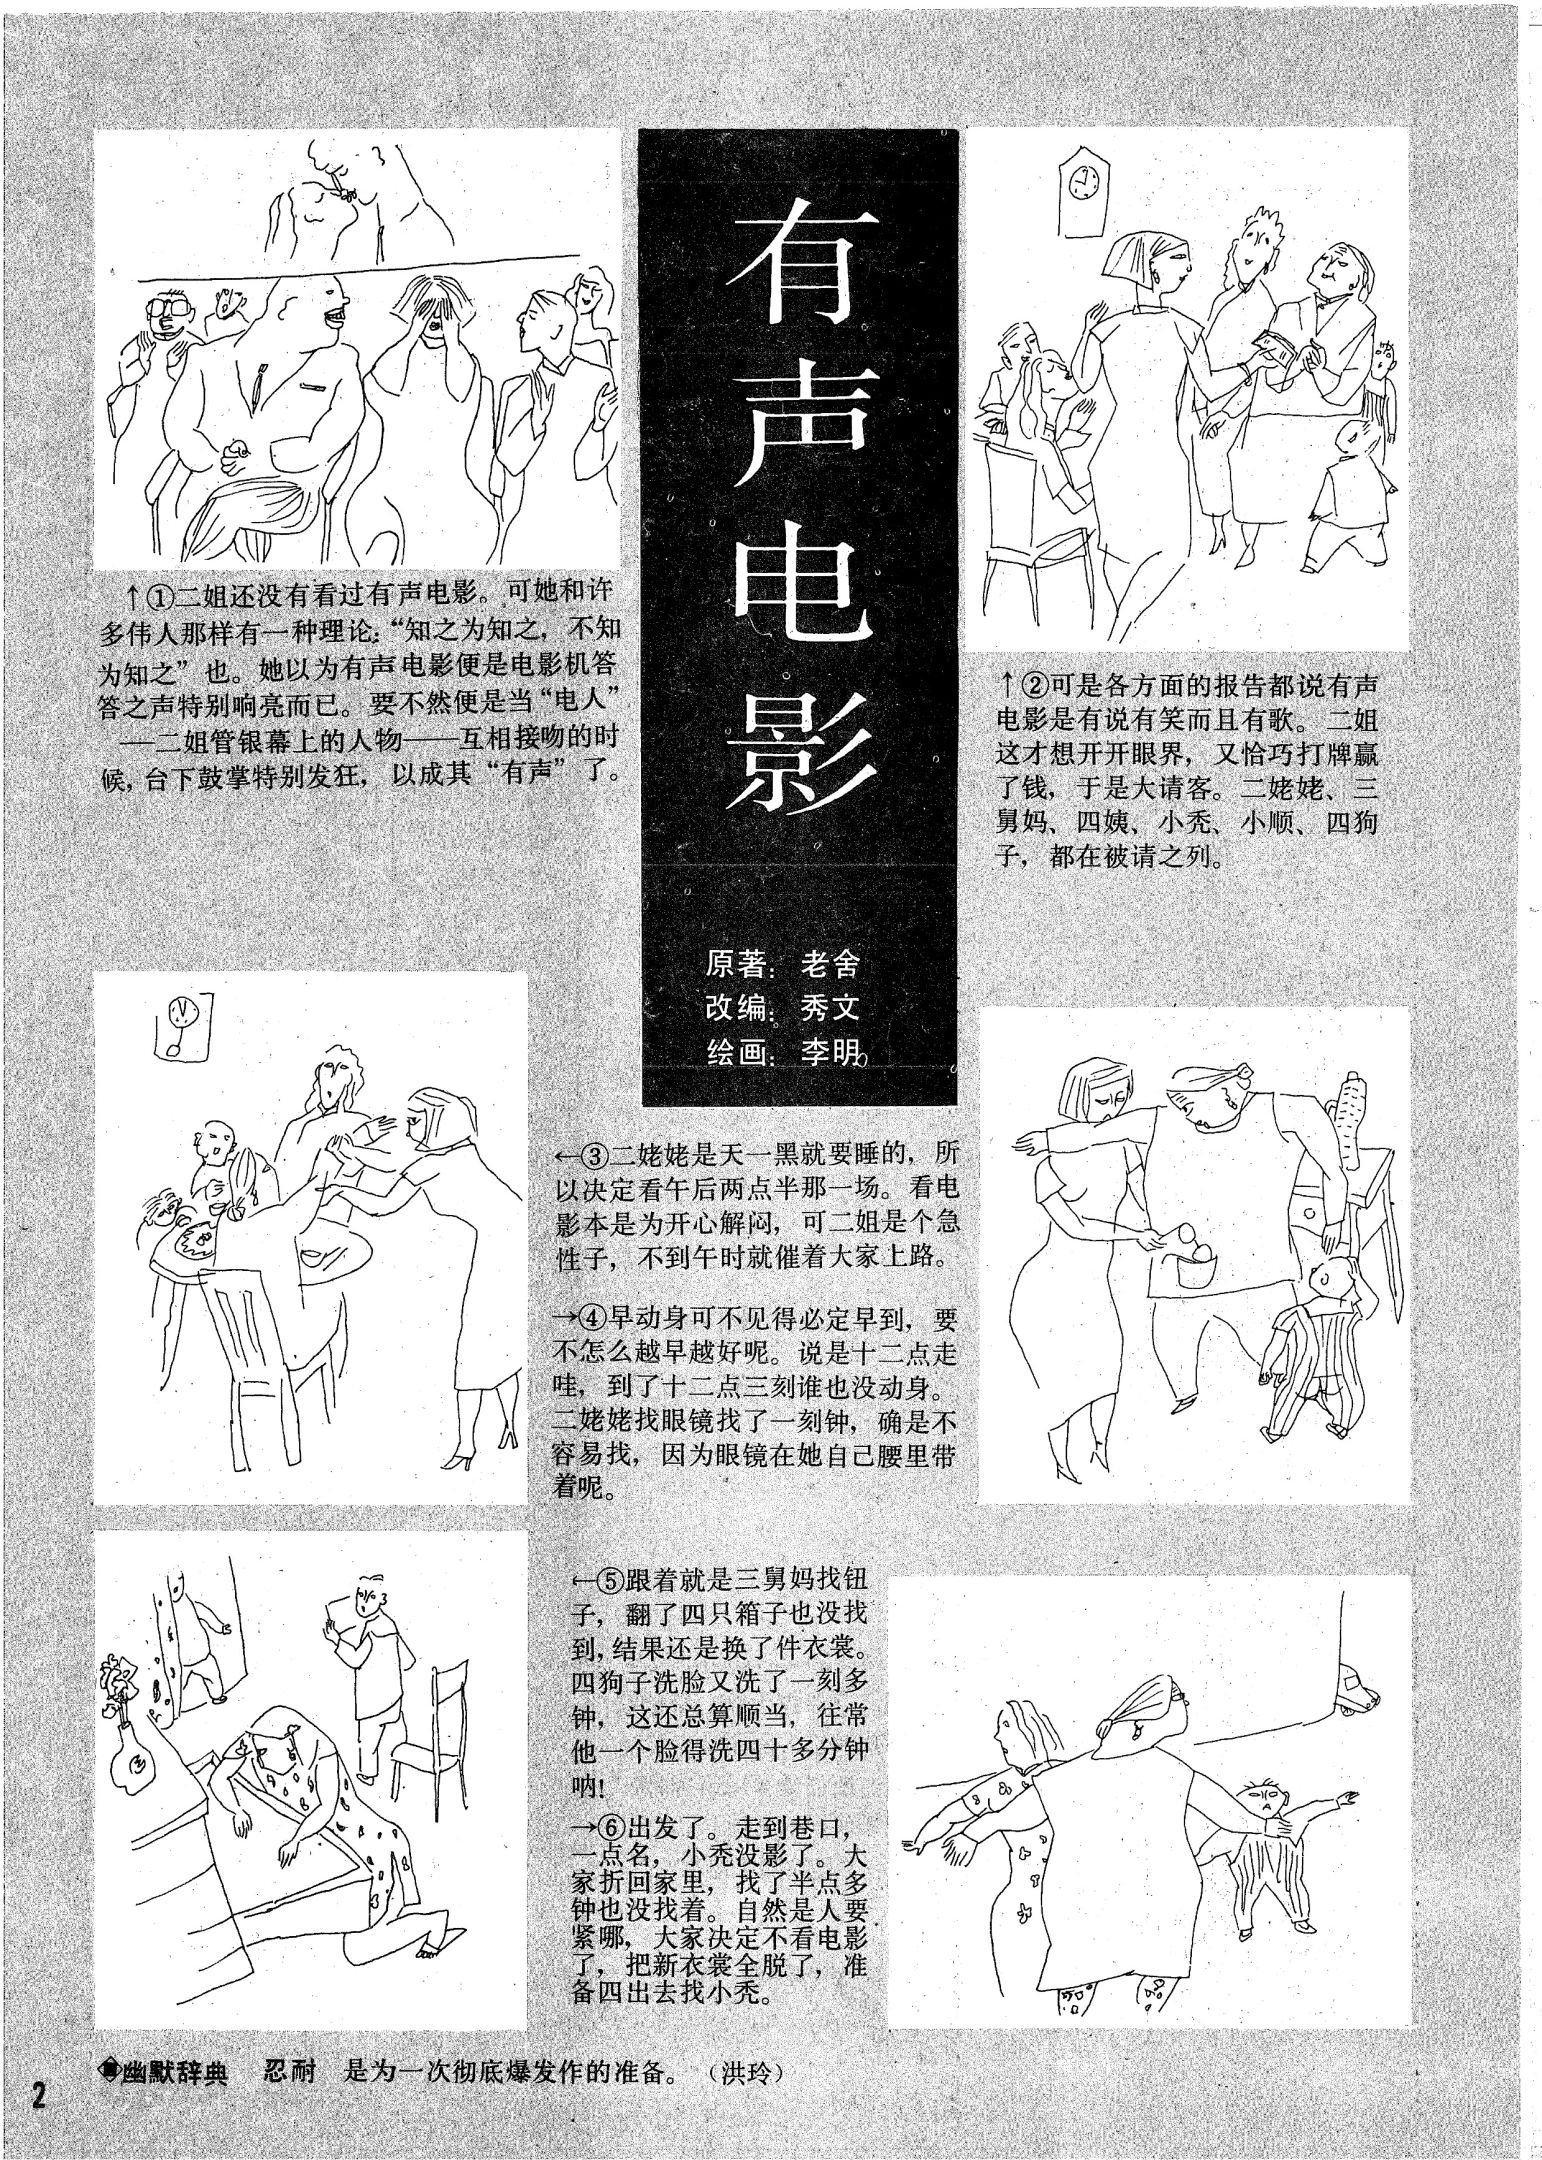 有声电影
原著：老舍
改编：秀文
绘画：李明
↑①二姐还没有看过有声电影。可她和许
多伟人那样有一种理论：“知之为知之，不知
为知之”也。她以为有声电影便是电影机答
答之声特别响亮而已。要不然便是当“电人”
——二姐管银幕上的人物——互相接吻的时
候，台下鼓掌特别发狂，以成其“有声”了。
↑②可是各方面的报告都说有声
电影是有说有笑而且有歌。二姐
这才想开开眼界，又恰巧打牌赢
了钱，于是大请客。二姥姥、三
舅妈、四姨、小秃、小顺、四狗
子，都在被请之列。
←③二姥姥是天一黑就要睡的，所
以决定看午后两点半那一场。看电
影本是为开心解闷，可二姐是个急
性子，不到午时就催着大家上路。
→④早动身可不见得必定早到，要
不怎么越早越好呢。说是十二点走
哇，到了十二点三刻谁也没动身。
二姥姥找眼镜找了一刻钟，确是不
容易找，因为眼镜在她自己腰里带
着呢。
←⑤跟着就是三舅妈找钮
子，翻了四只箱子也没找
到，结果还是换了件衣裳。
四狗子洗脸又洗了一刻多
钟，这还总算顺当，往常
他一个脸得洗四十多分钟
呐！
→⑥出发了。走到巷口，
一点名，小秃没影了。大
家折回家里，找了半点多
钟也没找着。自然是人要
紧哪，大家决定不看电影
了，把新衣裳全脱了，准
备四出去找小秃。
幽默辞典 忍耐 是为一次彻底爆发作的准备。（洪玲）
2